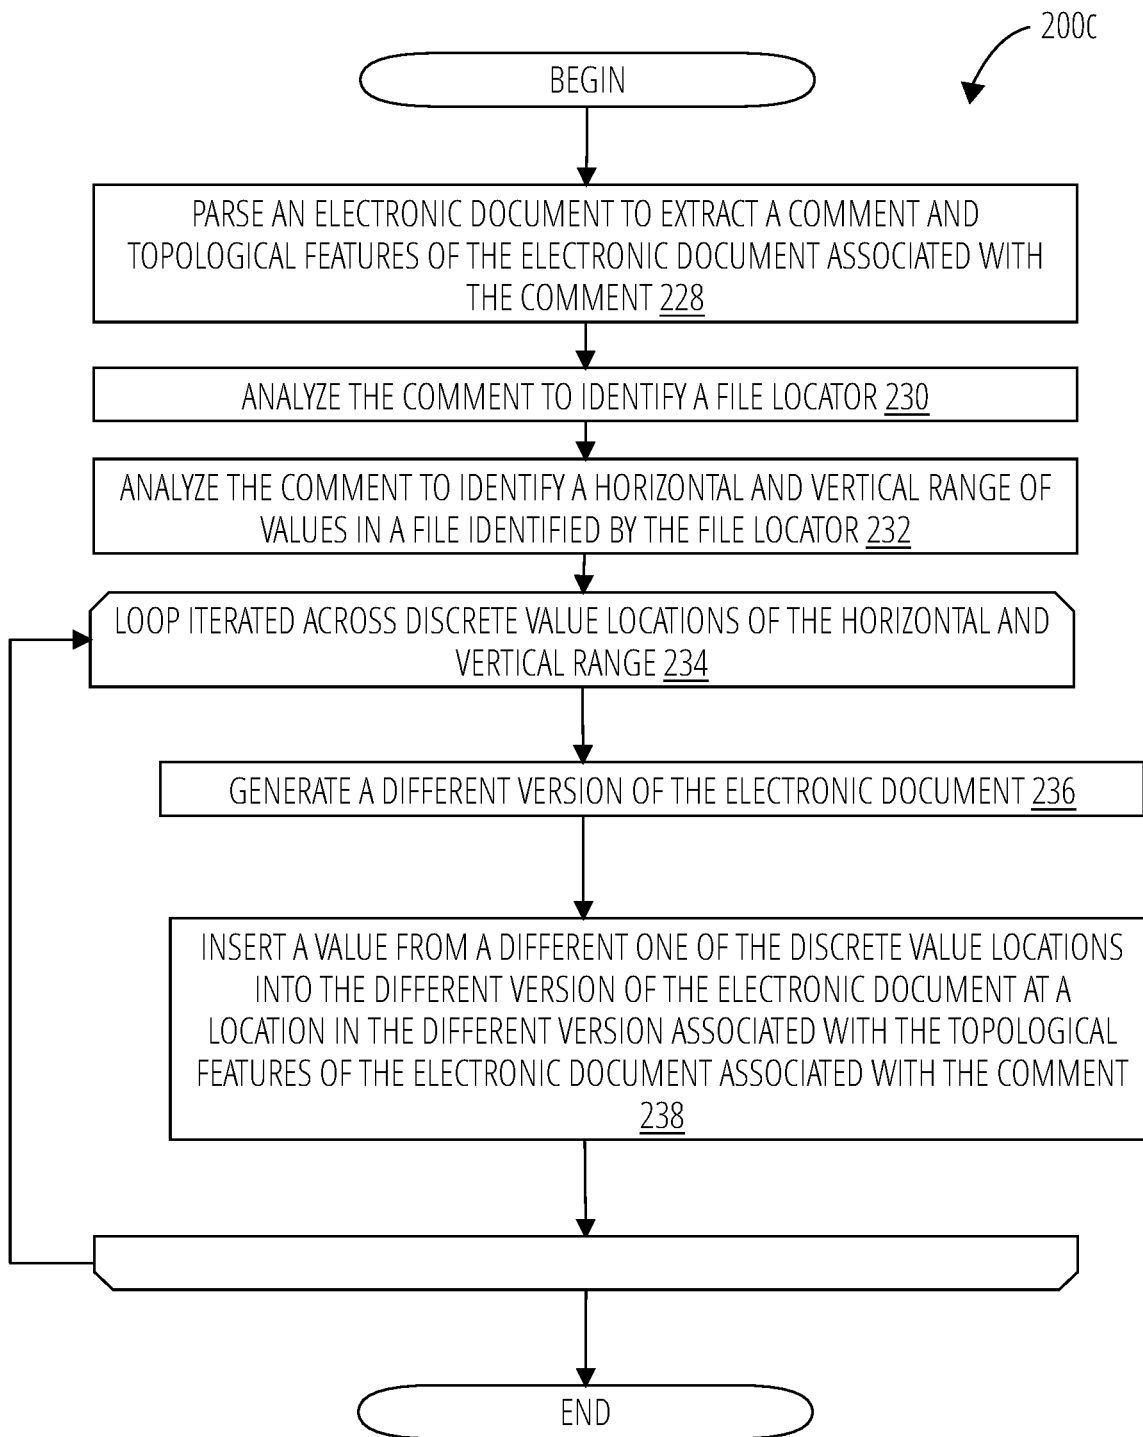 200C
BEGIN
PARSE AN ELECTRONIC DOCUMENT TO EXTRACT A COMMENT AND
TOPOLOGICAL FEATURES OF THE ELECTRONIC DOCUMENT ASSOCIATED WITH
THE COMMENT 228
ANALYZE THE COMMENT TO IDENTIFY A FILE LOCATOR 230
ANALYZE THE COMMENT TO IDENTIFY A HORIZONTAL AND VERTICAL RANGE OF
VALUES IN A FILE IDENTIFIED BY THE FILE LOCATOR 232
LOOP ITERATED ACROSS DISCRETE VALUE LOCATIONS OF THE HORIZONTAL AND
VERTICAL RANGE 234
GENERATE A DIFFERENT VERSION OF THE ELECTRONIC DOCUMENT 236
INSERT A VALUE FROM A DIFFERENT ONE OF THE DISCRETE VALUE LOCATIONS
INTO THE DIFFERENT VERSION OF THE ELECTRONIC DOCUMENT AT A
LOCATION IN THE DIFFERENT VERSION ASSOCIATED WITH THE TOPOLOGICAL
FEATURES OF THE ELECTRONIC DOCUMENT ASSOCIATED WITH THE COMMENT
238
END